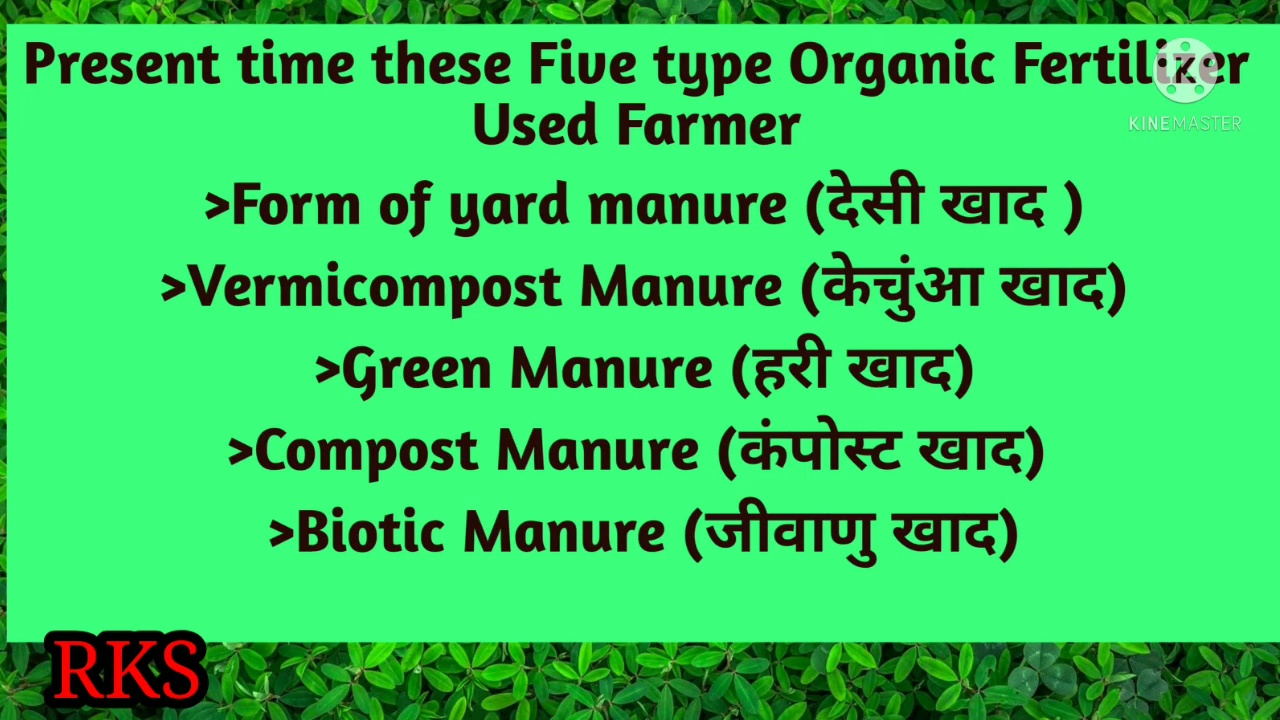 Present time these Five type Organic Fertilizer
Used Farmer
KINEMASTER
>Form of yard manure (देसी खाद )
>Vermicompost Manure (केचुंआ खाद)
>Green Manure (हरी खाद)
>Compost Manure (कंपोस्ट खाद)
>Biotic Manure (जीवाणु खाद)
RKS